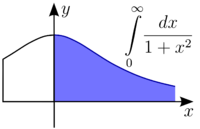 y
∞
∫ dx / (1 + x²)
0
x